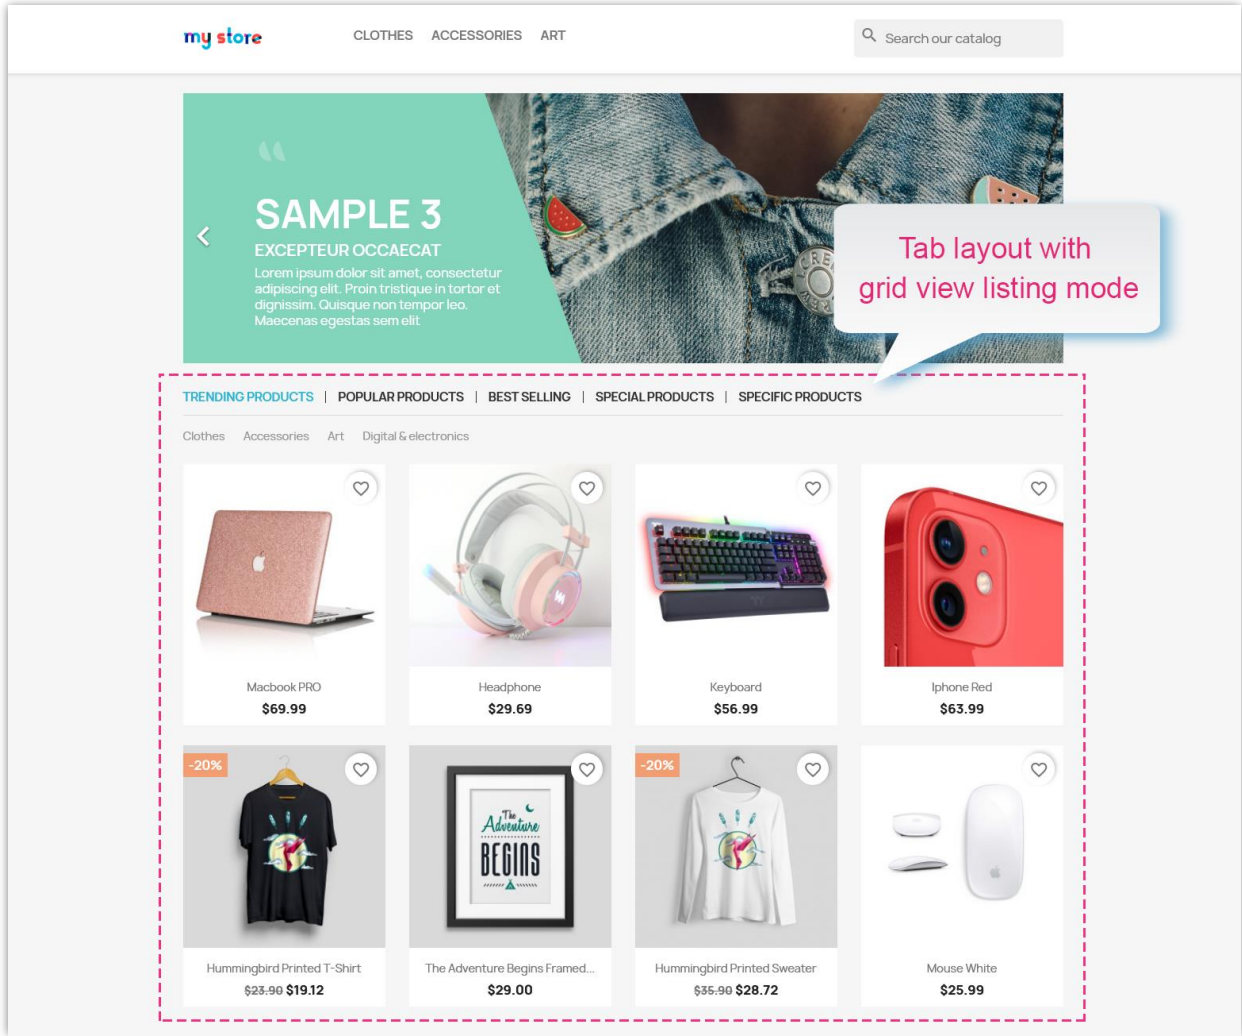 my store
CLOTHES ACCESSORIES ART
Search our catalog
SAMPLE 3
EXCEPTEUR OCCAECAT
Lorem ipsum dolor sit amet, consectetur
adipiscing elit. Proin tristique in tortor et
dignissim. Quisque non tempor leo.
Maecenas egestas sem elit
Tab layout with
grid view listing mode
TRENDING PRODUCTS | POPULAR PRODUCTS | BEST SELLING | SPECIAL PRODUCTS | SPECIFIC PRODUCTS
Clothes Accessories Art Digital & electronics
Macbook PRO
$69.99
Headphone
$29.69
Keyboard
$56.99
Iphone Red
$63.99
-20%
Hummingbird Printed T-Shirt
$23.90 $19.12
The
Adventure
BEGINS
The Adventure Begins Framed...
$29.00
-20%
Hummingbird Printed Sweater
$35.90 $28.72
Mouse White
$25.99